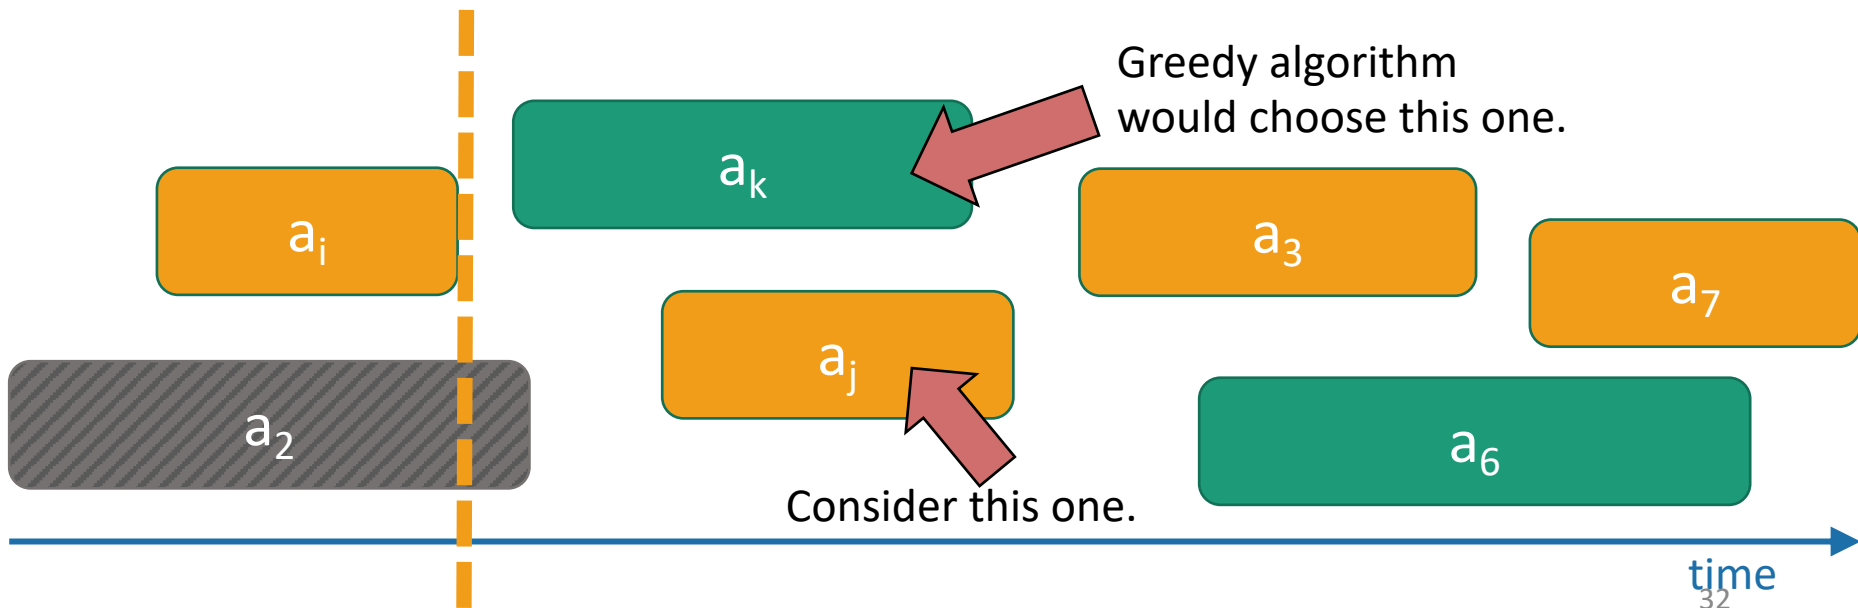 Greedy algorithm
would choose this one.
aₖ
aᵢ
a₃
a₇
aⱼ
a₂
a₆
Consider this one.
time
32